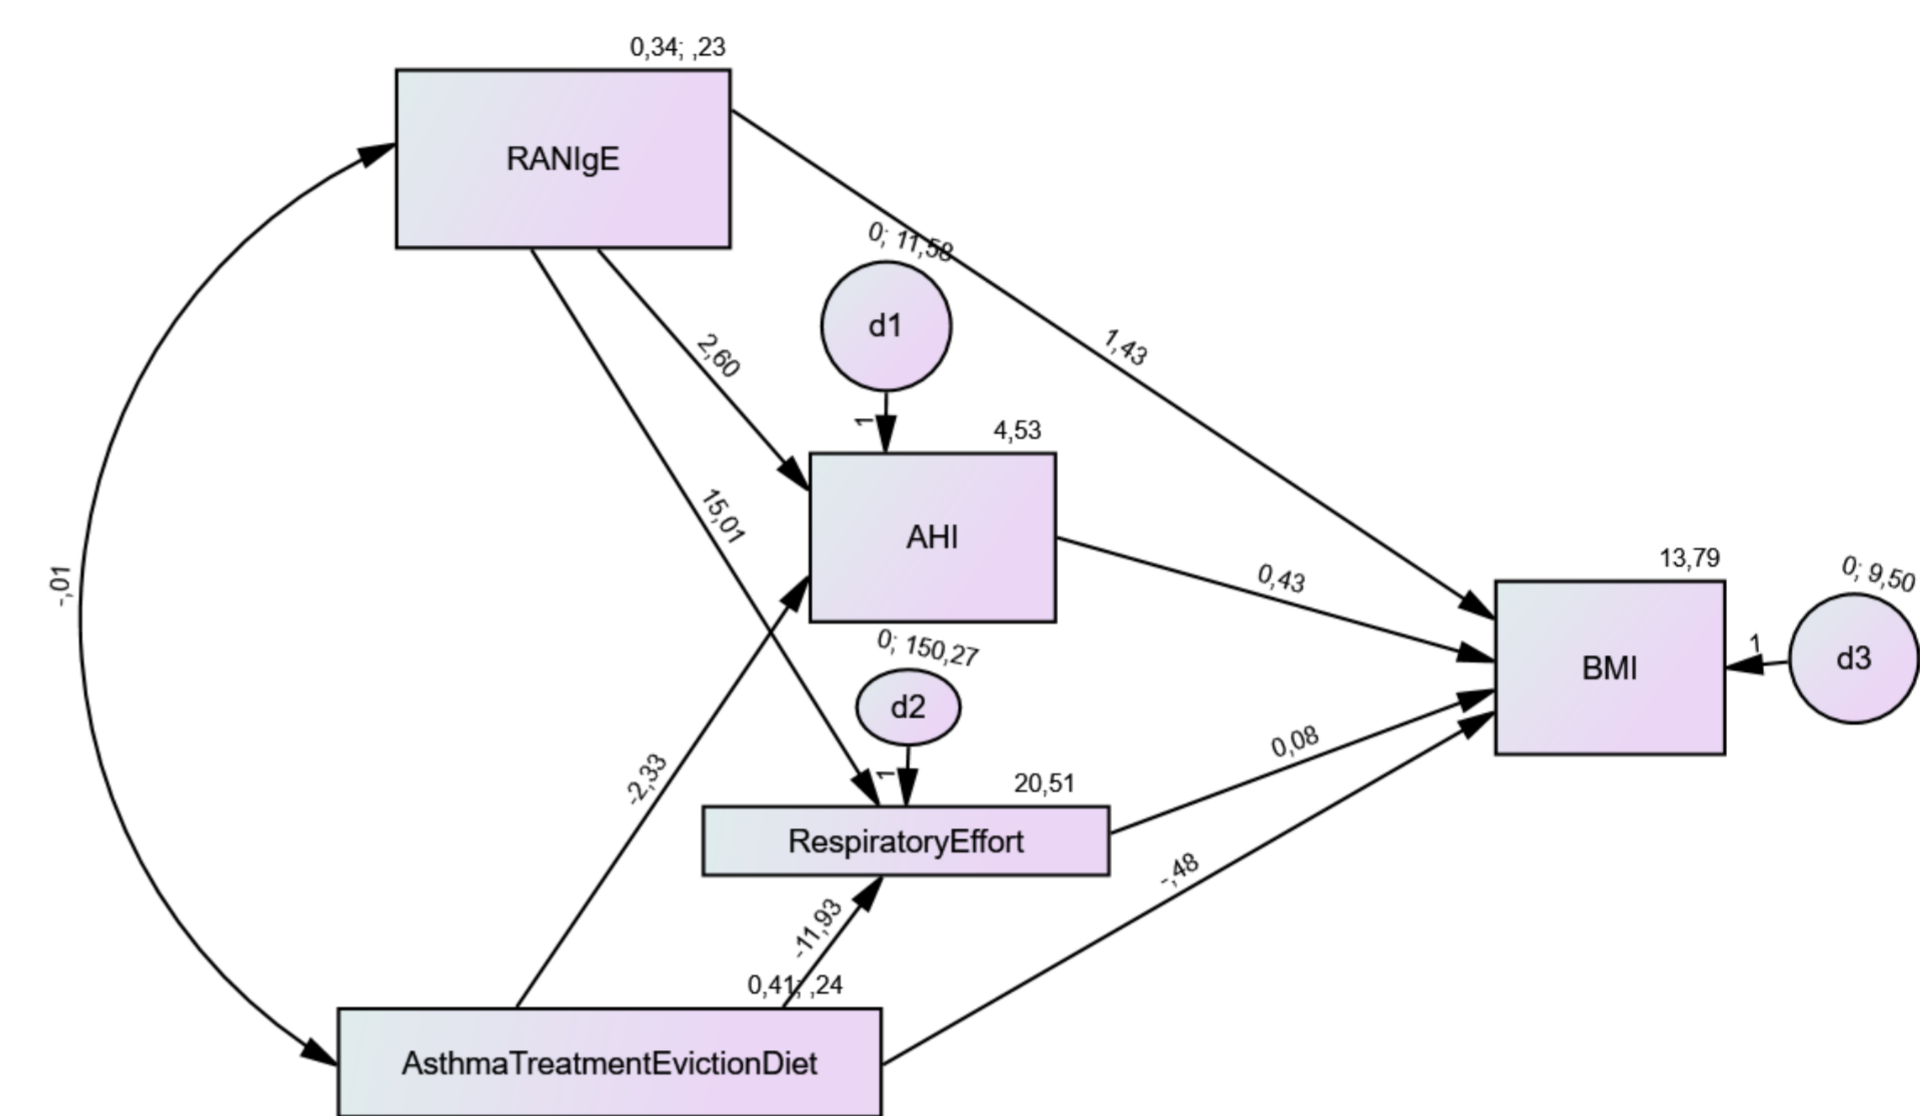 0,34; ,23
RANIgE
0; 11,58
d1
1,43
2,60
1
4,53
15,01
AHI
0,43
-,01
13,79
0; 9,50
BMI
1
d3
0; 150,27
d2
1
0,08
-2,33
20,51
RespiratoryEffort
-,48
-11,93
0,41; ,24
AsthmaTreatmentEvictionDiet